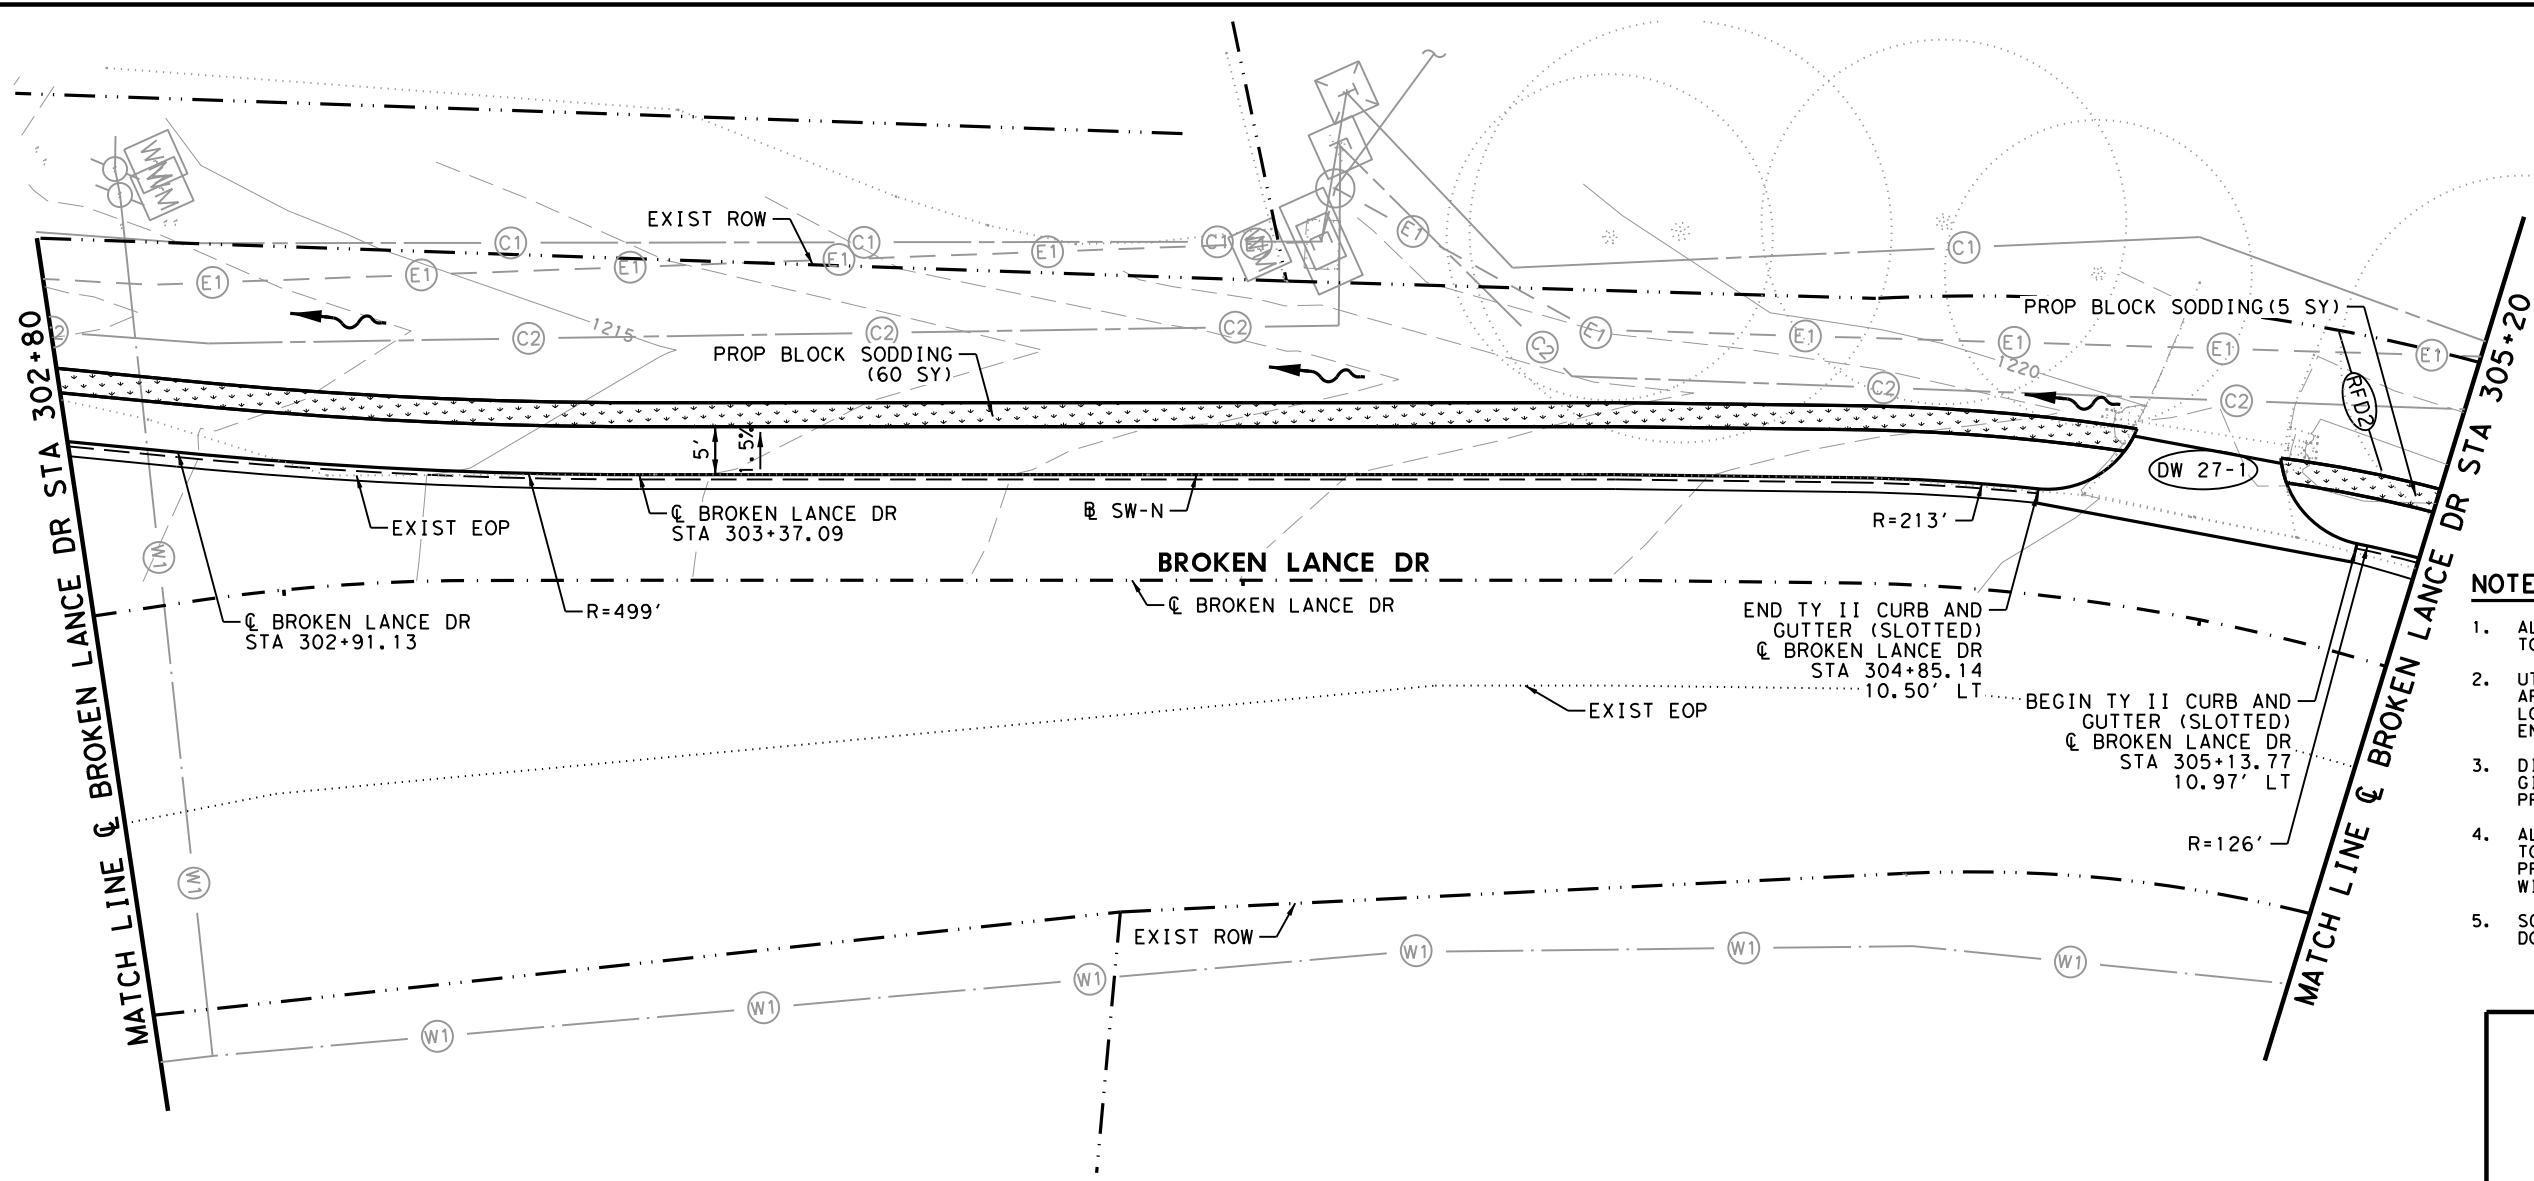 EXIST ROW
C1
C1
C1
C1
E1
E1
E1
E1
E1
E1
E1
E1
E1
E1
E1
E1
C2
C2
C2
C2
C2
C2
1215
1220
PROP BLOCK SODDING
(60 SY)
PROP BLOCK SODDING(5 SY)
RFD2
DW 27-1
5'
1.5%
EXIST EOP
℄ BROKEN LANCE DR
STA 303+37.09
℄ BROKEN LANCE DR
STA 302+91.13
R=499'
SW-N
BROKEN LANCE DR
℄ BROKEN LANCE DR
R=213'
END TY II CURB AND
GUTTER (SLOTTED)
℄ BROKEN LANCE DR
STA 304+85.14
10.50' LT
EXIST EOP
BEGIN TY II CURB AND
GUTTER (SLOTTED)
℄ BROKEN LANCE DR
STA 305+13.77
10.97' LT
R=126'
EXIST ROW
W1
W1
W1
W1
W1
W1
W1
W1
MATCH LINE ℄ BROKEN LANCE DR STA 302+80
MATCH LINE ℄ BROKEN LANCE DR STA 305+20
NOTE
1.
TO
2.
3.
4.
5.